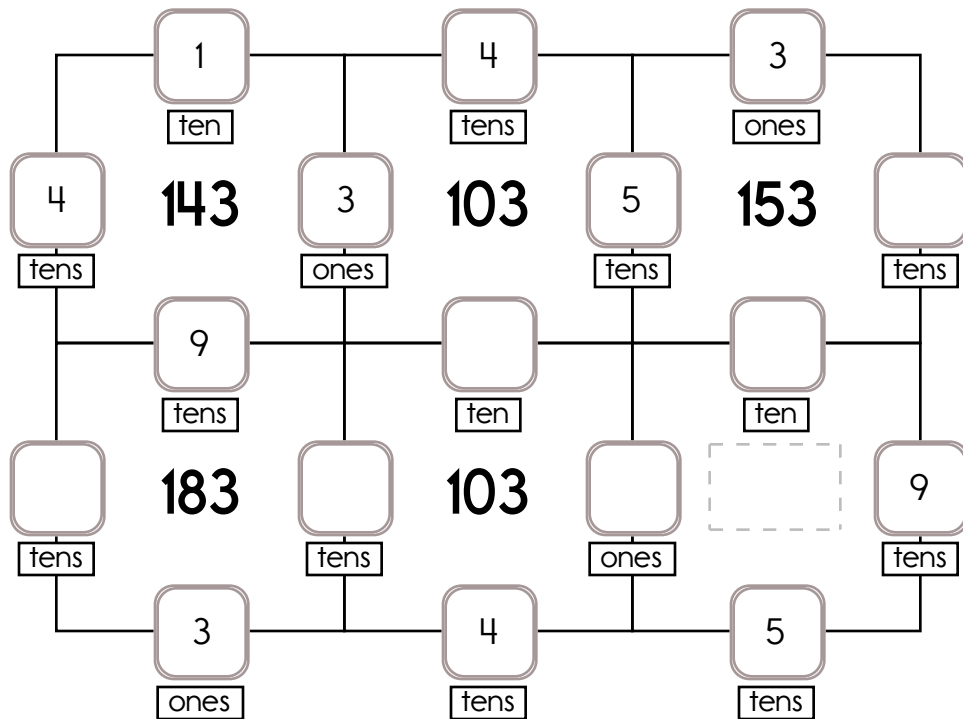 1 4 3
ten tens ones
4 143 3 103 5 153
tens ones tens tens
9
tens ten ten
183 103 9
tens tens ones tens
3 4 5
ones tens tens